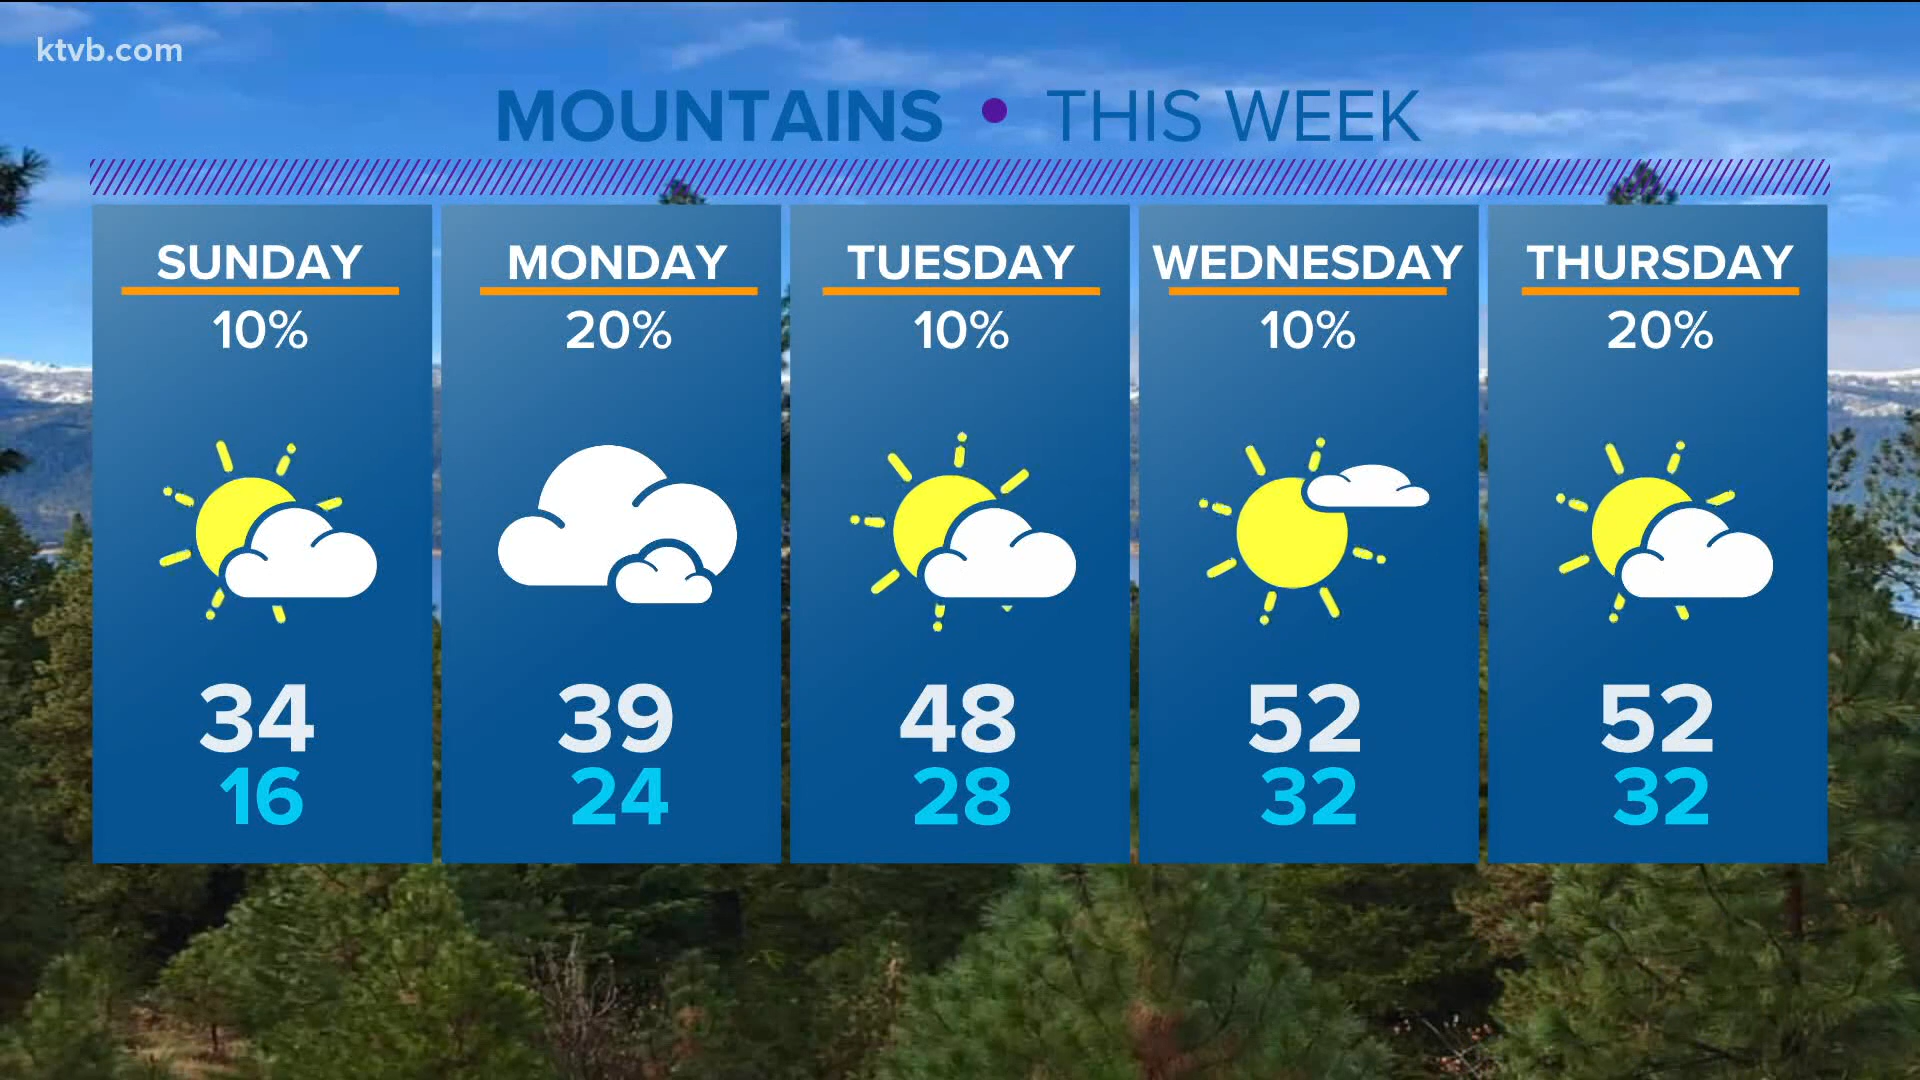 ktvb.com
MOUNTAINS • THIS WEEK
SUNDAY
10%
34
16
MONDAY
20%
39
24
TUESDAY
10%
48
28
WEDNESDAY
10%
52
32
THURSDAY
20%
52
32